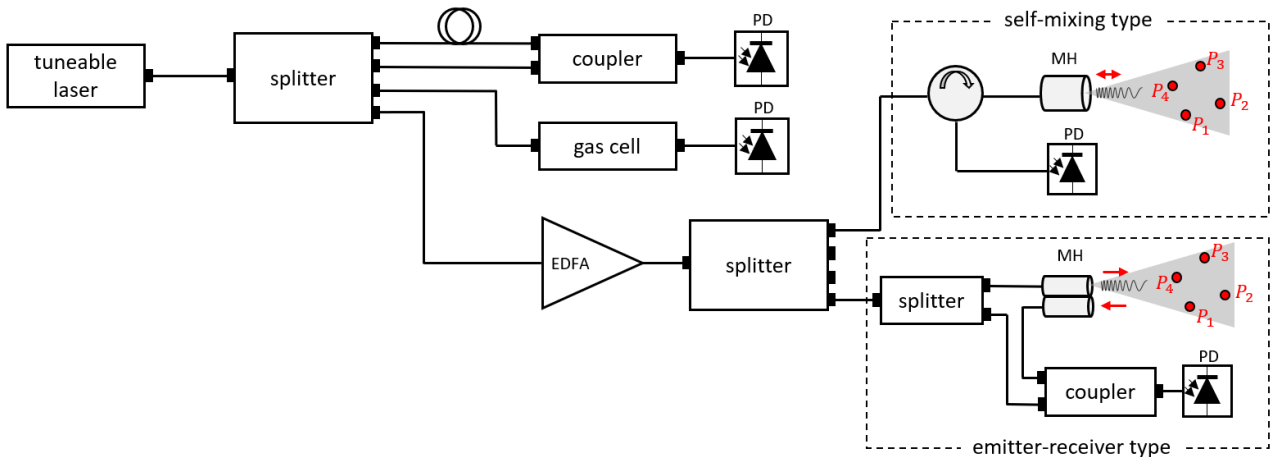 self-mixing type
PD
tuneable
laser
splitter
coupler
MH
P3
P4
P2
P1
PD
gas cell
PD
EDFA
splitter
MH
P3
P4
P2
P1
splitter
PD
coupler
emitter-receiver type